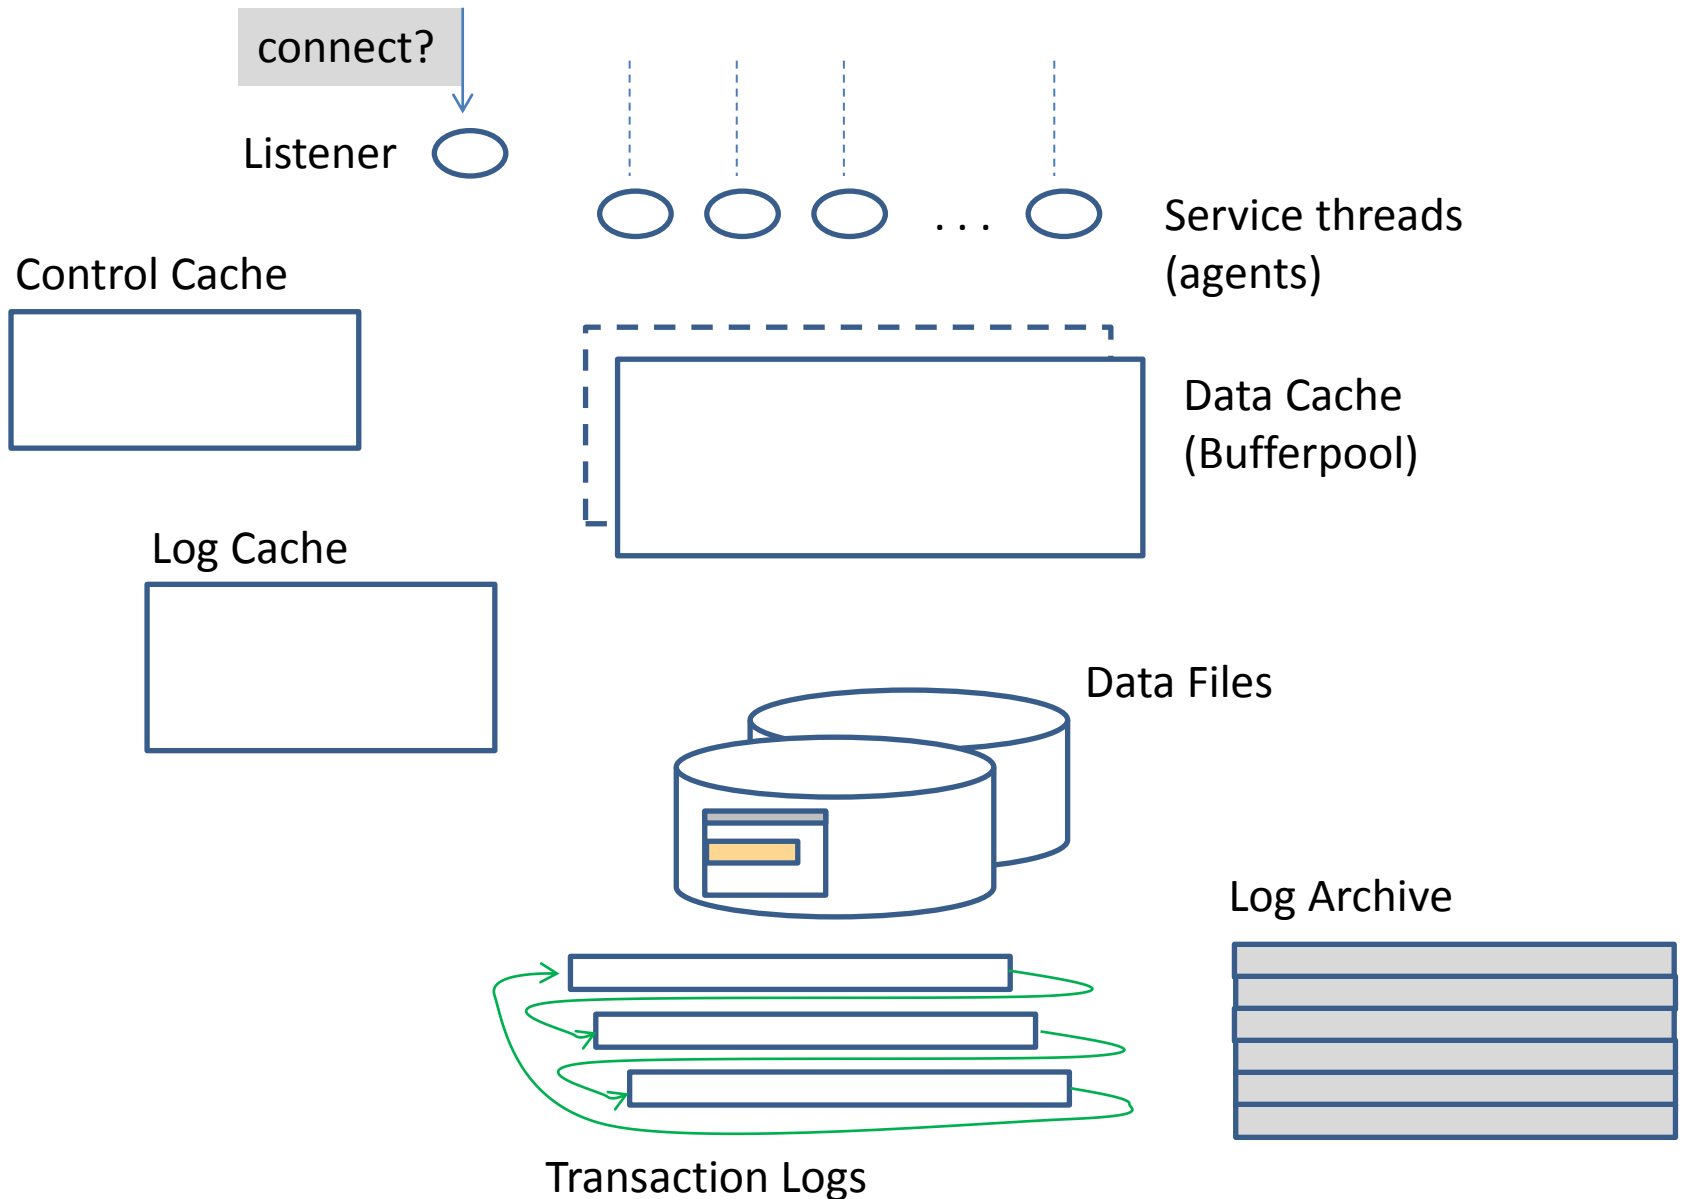 connect?
Listener
. . .
Service threads
(agents)
Control Cache
Data Cache
(Bufferpool)
Log Cache
Data Files
Log Archive
Transaction Logs